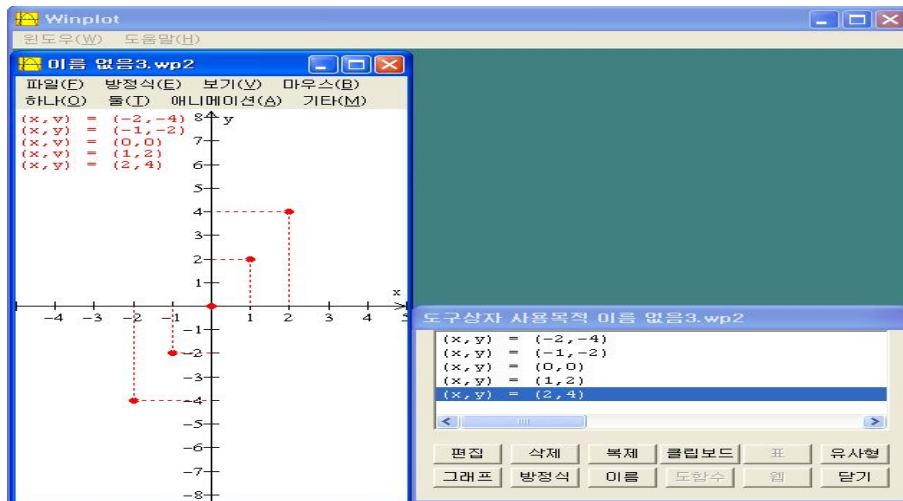 Winplot
윈도우(W) 도움말(H)
이름 없음3.wp2
파일(F) 방정식(E) 보기(V) 마우스(B)
하나(O) 둘(T) 애니메이션(A) 기타(M)
(x,y) = (-2,-4)
(x,y) = (-1,-2)
(x,y) = (0,0)
(x,y) = (1,2)
(x,y) = (2,4)
y
8
7
6
5
4
3
2
1
x
-4 -3 -2 -1 1 2 3 4 5
-1
-2
-3
-4
-5
-6
-7
-8
도구상자 사용목적 이름 없음3.wp2
(x,y) = (-2,-4)
(x,y) = (-1,-2)
(x,y) = (0,0)
(x,y) = (1,2)
(x,y) = (2,4)
편집 삭제 복제 클립보드 표 유사형
그래프 방정식 이름 도함수 웹 닫기